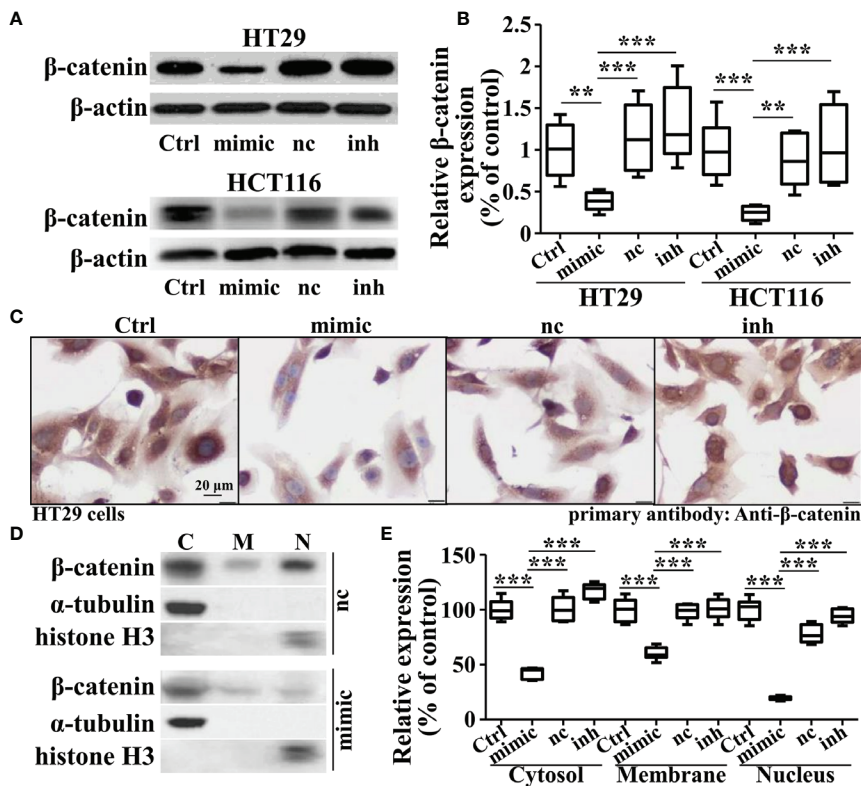 A
HT29
β-catenin
β-actin
Ctrl mimic nc inh
HCT116
β-catenin
β-actin
Ctrl mimic nc inh
B
Relative β-catenin
expression
(% of control)
2.5
2.0
1.5
1
0.5
0
** *** *** *** ** ***
Ctrl mimic nc inh Ctrl mimic nc inh
HT29 HCT116
C
Ctrl mimic nc inh
20 µm
HT29 cells primary antibody: Anti-β-catenin
D
C M N
β-catenin
α-tubulin
histone H3
nc
β-catenin
α-tubulin
histone H3
mimic
E
Relative expression
(% of control)
150
100
50
0
*** *** *** *** *** *** *** *** ***
Ctrl mimic nc inh Ctrl mimic nc inh Ctrl mimic nc inh
Cytosol Membrane Nucleus